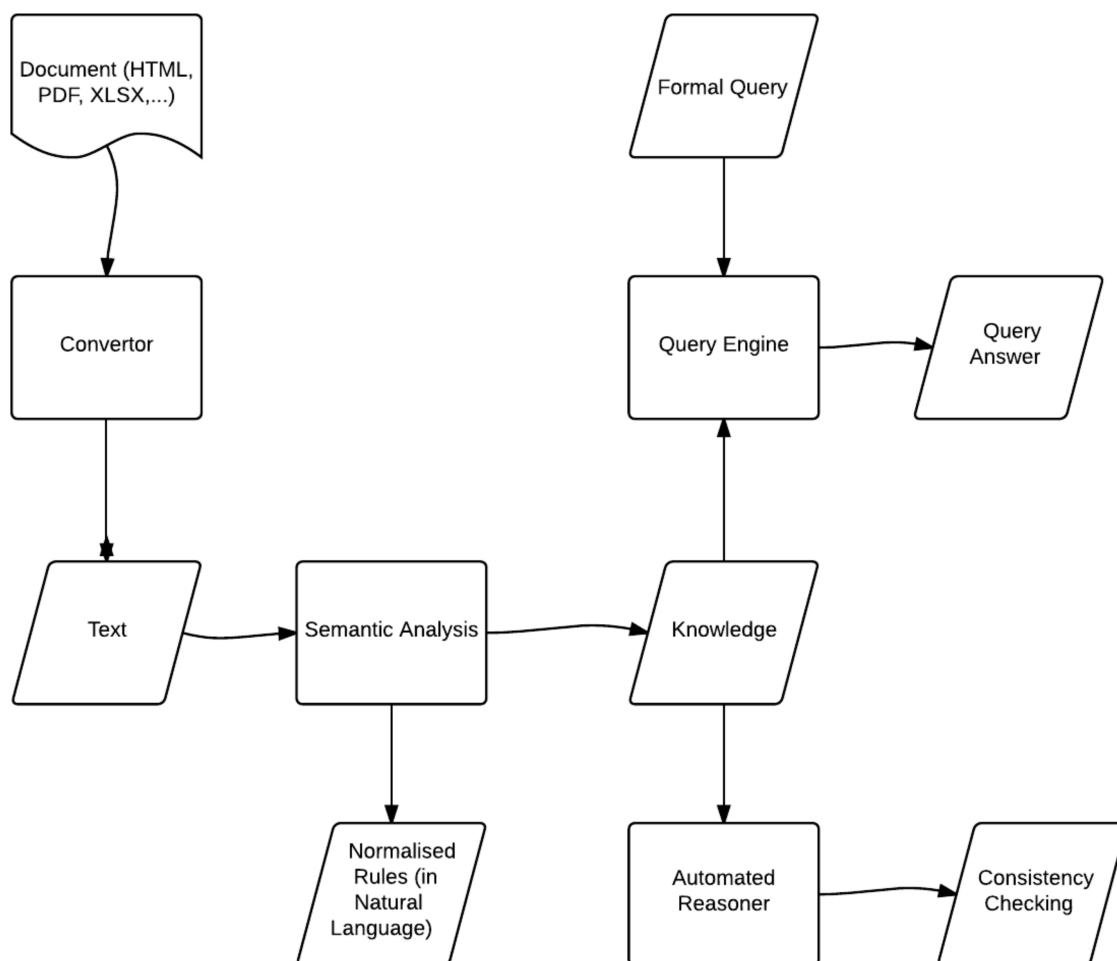 Document (HTML,
PDF, XLSX,...)
Formal Query
Convertor
Query Engine
Query
Answer
Text
Semantic Analysis
Knowledge
Normalised
Rules (in
Natural
Language)
Automated
Reasoner
Consistency
Checking